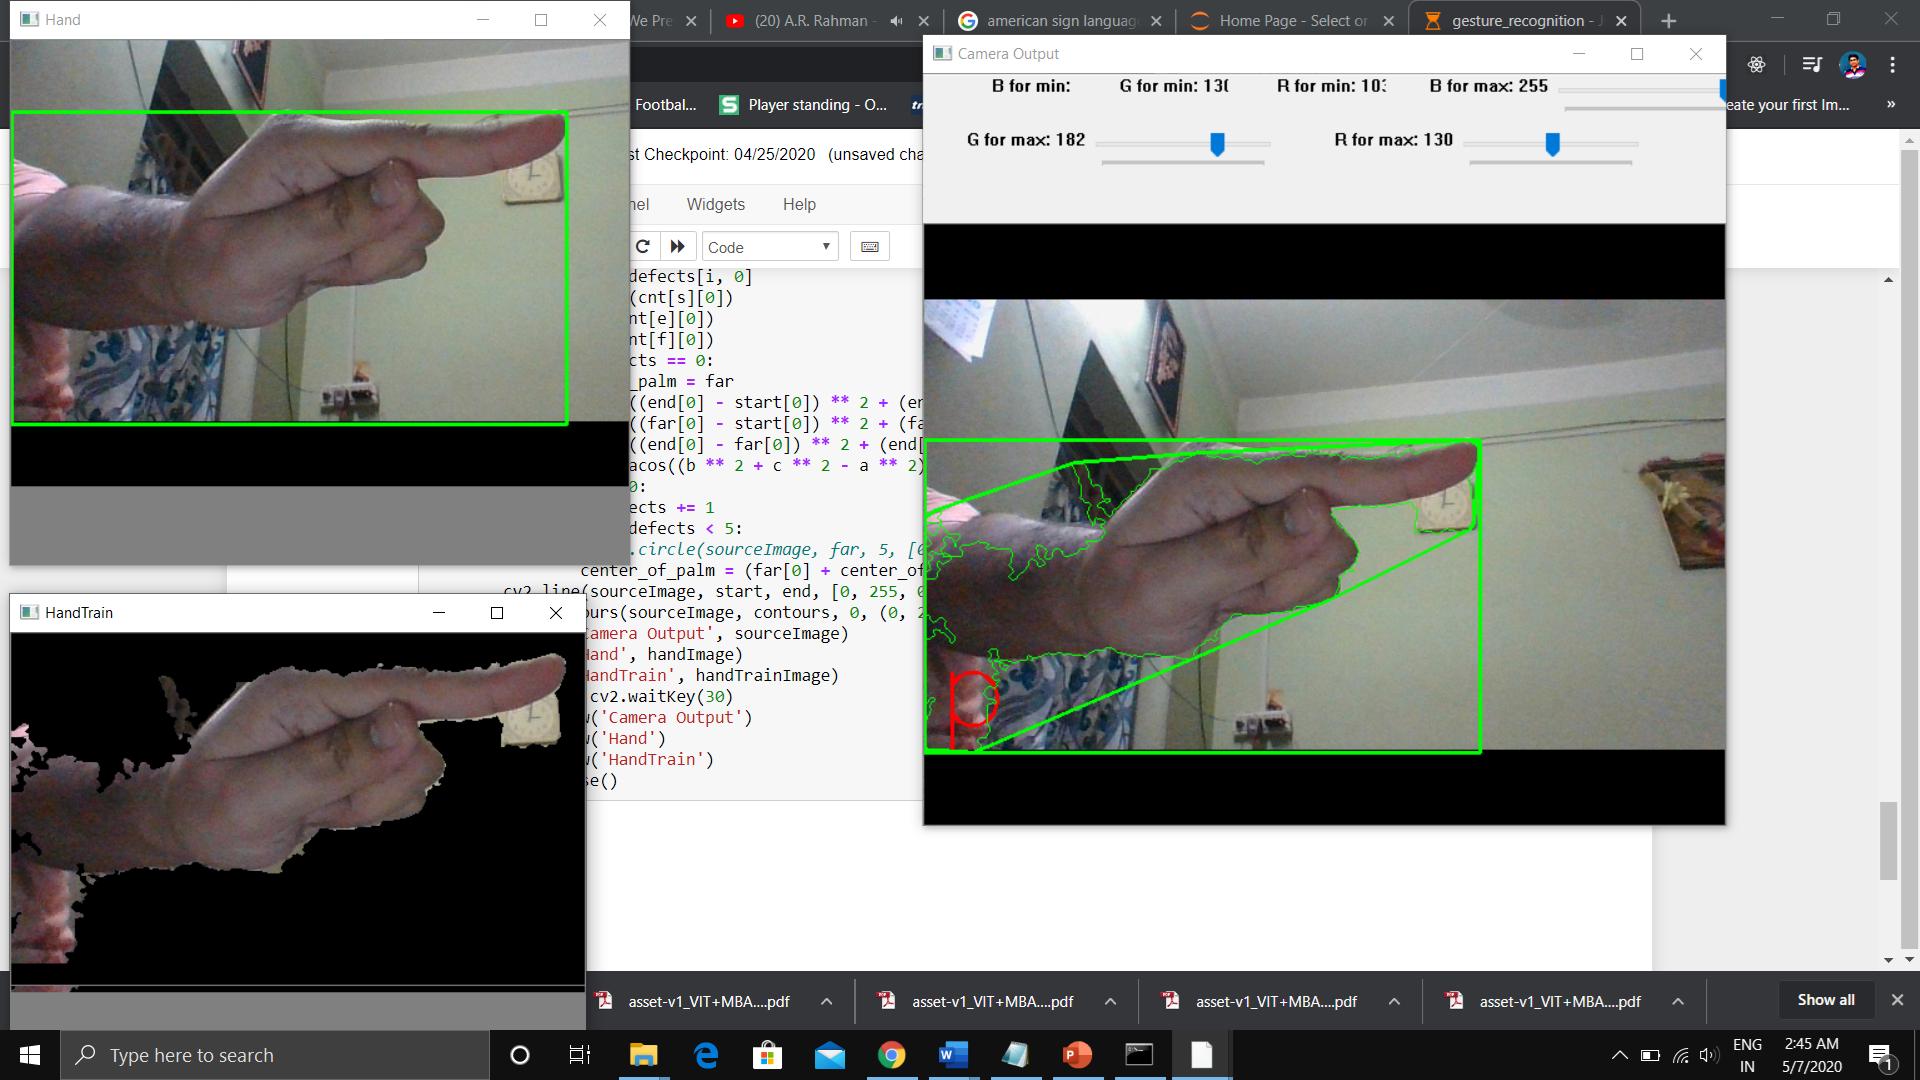 Hand
We Pre
(20) A.R. Rahman -
american sign languag
Home Page - Select or
gesture_recognition - J
Camera Output
B for min:
G for min: 130
R for min: 103
B for max: 255
G for max: 182
R for max: 130
Footbal...
Player standing - O...
eate your first Im...
»
st Checkpoint: 04/25/2020 (unsaved cha
nel
Widgets
Help
Code
defects[i, 0]
(cnt[s][0])
nt[e][0])
nt[f][0])
cts == 0:
_palm = far
((end[0] - start[0]) ** 2 + (en
((far[0] - start[0]) ** 2 + (fa
((end[0] - far[0]) ** 2 + (end[
acos((b ** 2 + c ** 2 - a ** 2)
0:
ects += 1
defects < 5:
.circle(sourceImage, far, 5, [0
center_of_palm = (far[0] + center_of
cv2.line(sourceImage, start, end, [0, 255, 0
ours(sourceImage, contours, 0, (0, 2
Camera Output', sourceImage)
Hand', handImage)
HandTrain', handTrainImage)
cv2.waitKey(30)
w('Camera Output')
w('Hand')
w('HandTrain')
se()
P
HandTrain
asset-v1_VIT+MBA....pdf
asset-v1_VIT+MBA....pdf
asset-v1_VIT+MBA....pdf
asset-v1_VIT+MBA....pdf
Show all
Type here to search
ENG
IN
2:45 AM
5/7/2020
1